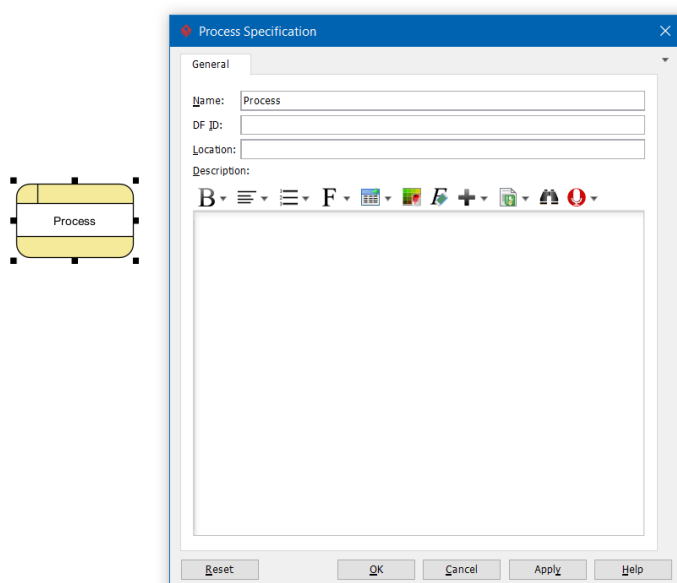 Process Specification
General
Name: Process
DF ID:
Location:
Description:
B F F
Process
Reset OK Cancel Apply Help